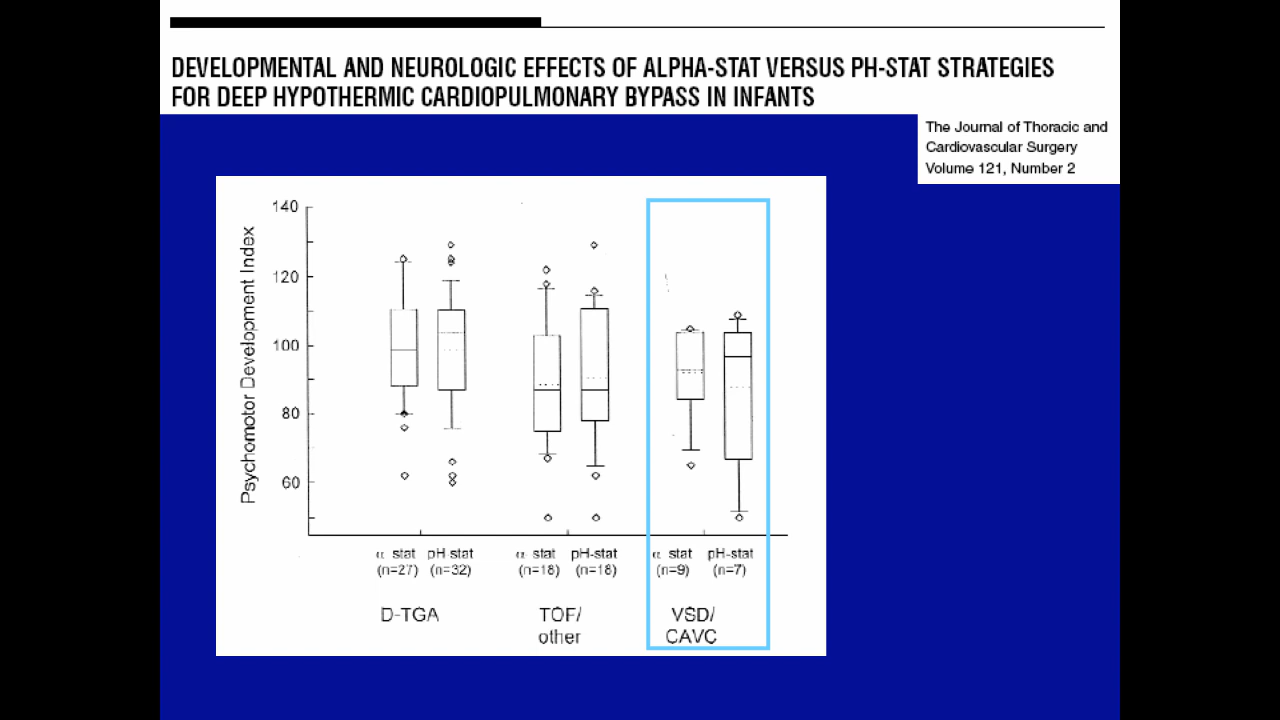 DEVELOPMENTAL AND NEUROLOGIC EFFECTS OF ALPHA-STAT VERSUS PH-STAT STRATEGIES
FOR DEEP HYPOTHERMIC CARDIOPULMONARY BYPASS IN INFANTS
The Journal of Thoracic and
Cardiovascular Surgery
Volume 121, Number 2
Psychomotor Development Index
140
120
100
80
60
α stat pH stat α stat pH-stat α stat pH-stat
(n=27) (n=32) (n=18) (n=18) (n=9) (n=7)
D-TGA TOF/ VSD/
other CAVC